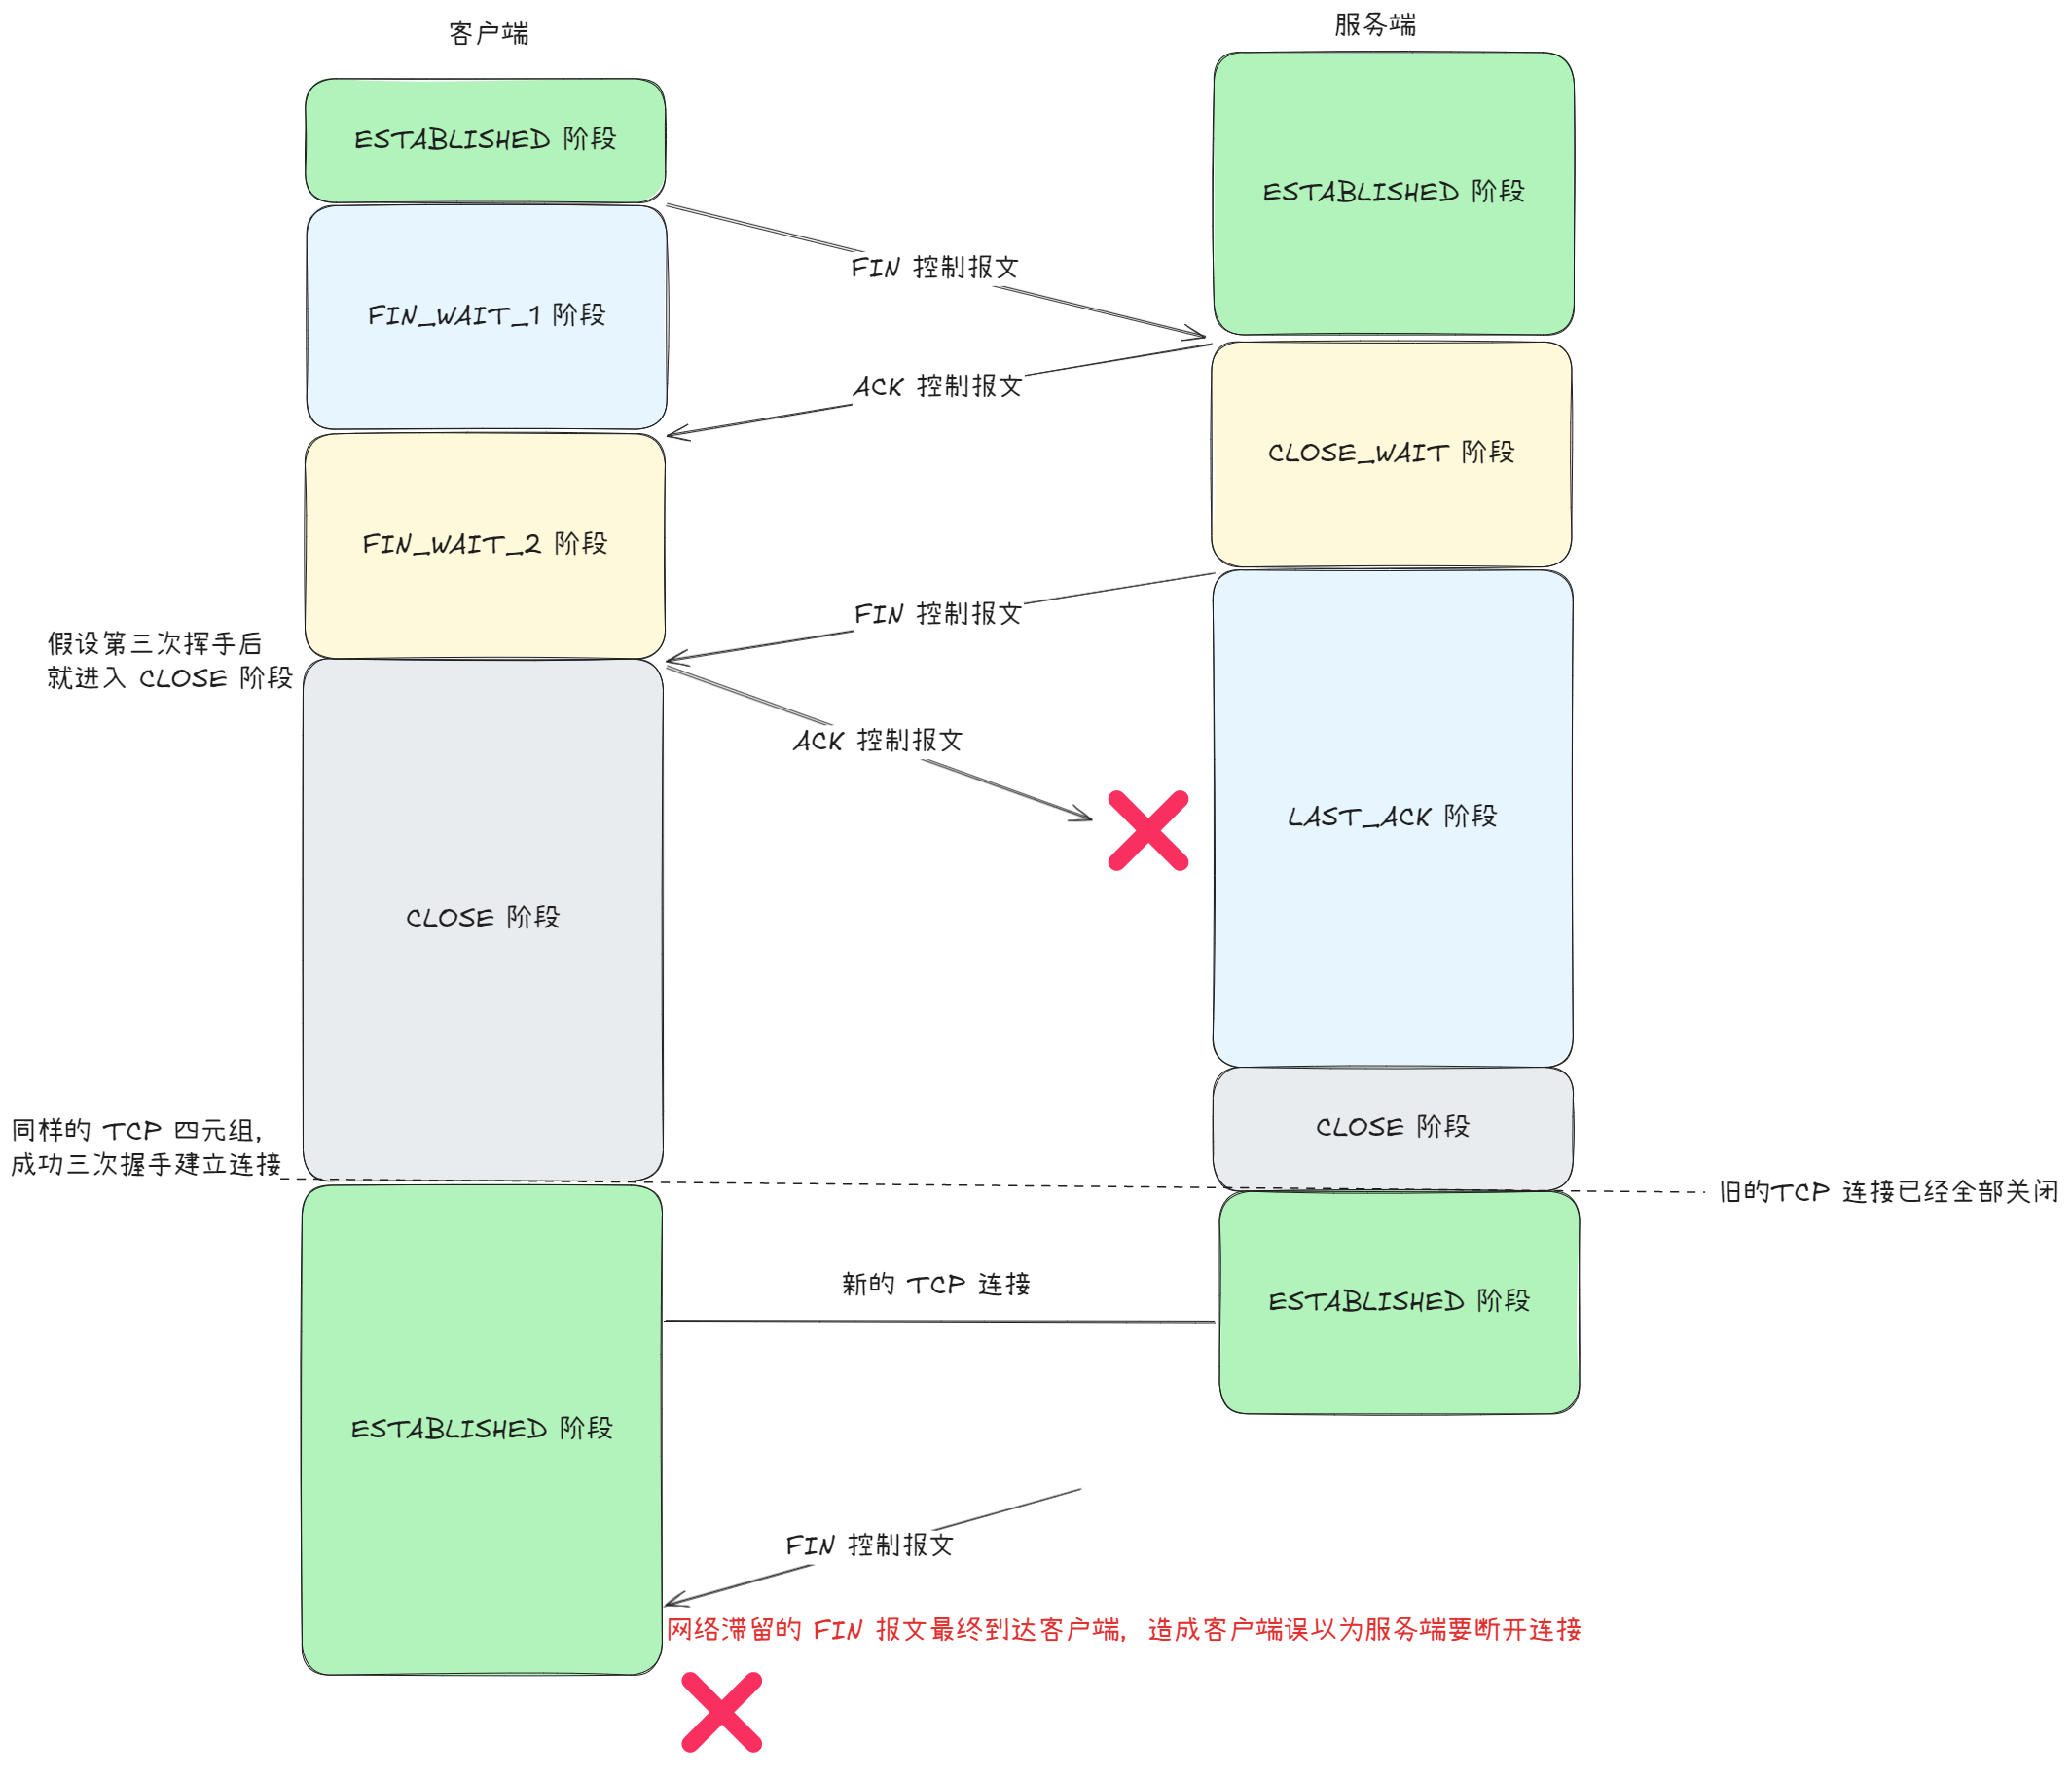 客户端
服务端
ESTABLISHED 阶段
ESTABLISHED 阶段
FIN 控制报文
FIN_WAIT_1 阶段
ACK 控制报文
CLOSE_WAIT 阶段
FIN_WAIT_2 阶段
FIN 控制报文
假设第三次挥手后
就进入 CLOSE 阶段
ACK 控制报文
LAST_ACK 阶段
CLOSE 阶段
CLOSE 阶段
同样的 TCP 四元组，
成功三次握手建立连接
旧的TCP 连接已经全部关闭
新的 TCP 连接
ESTABLISHED 阶段
ESTABLISHED 阶段
FIN 控制报文
网络滞留的 FIN 报文最终到达客户端，造成客户端误以为服务端要断开连接